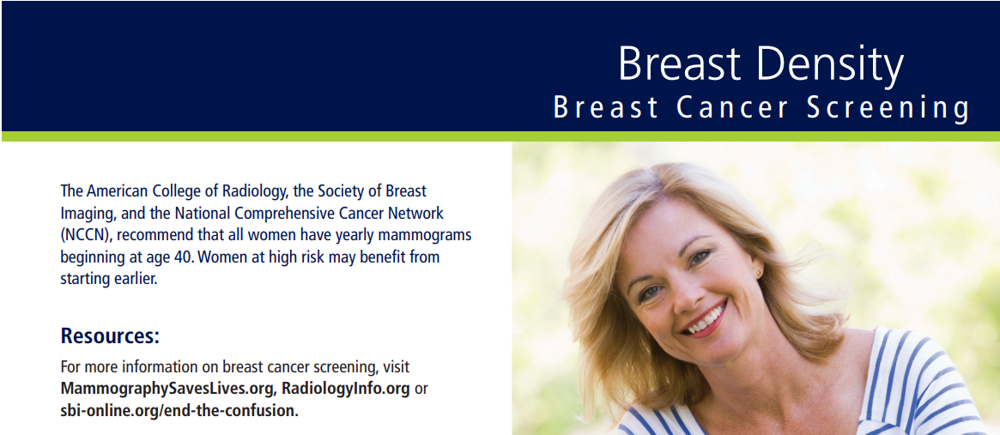 Breast Density
Breast Cancer Screening
The American College of Radiology, the Society of Breast
Imaging, and the National Comprehensive Cancer Network
(NCCN), recommend that all women have yearly mammograms
beginning at age 40. Women at high risk may benefit from
starting earlier.
Resources:
For more information on breast cancer screening, visit
MammographySavesLives.org, RadiologyInfo.org or
sbi-online.org/end-the-confusion.